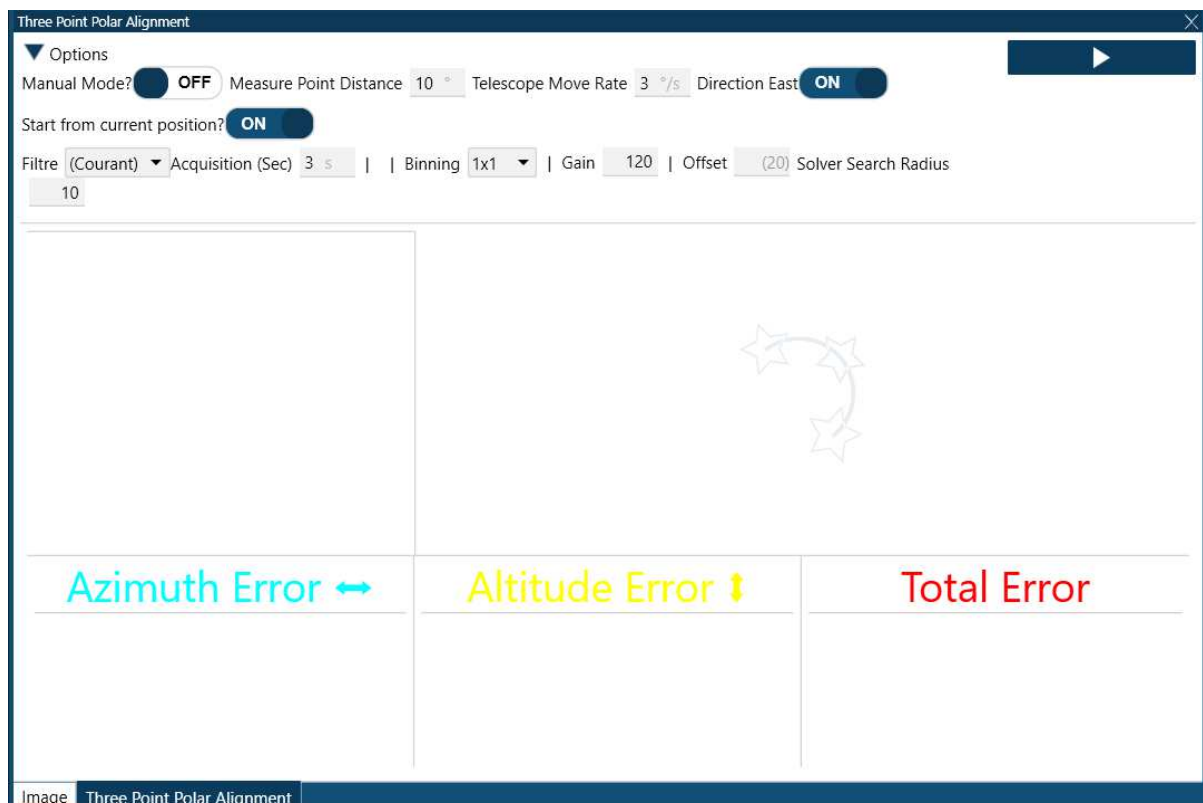 Three Point Polar Alignment
Options
Manual Mode? OFF Measure Point Distance 10 ° Telescope Move Rate 3 °/s Direction East ON
Start from current position? ON
Filtre (Courant) Acquisition (Sec) 3 s | | Binning 1x1 | Gain 120 | Offset (20) Solver Search Radius
10
Azimuth Error ↔ Altitude Error ↕ Total Error
Image Three Point Polar Alignment